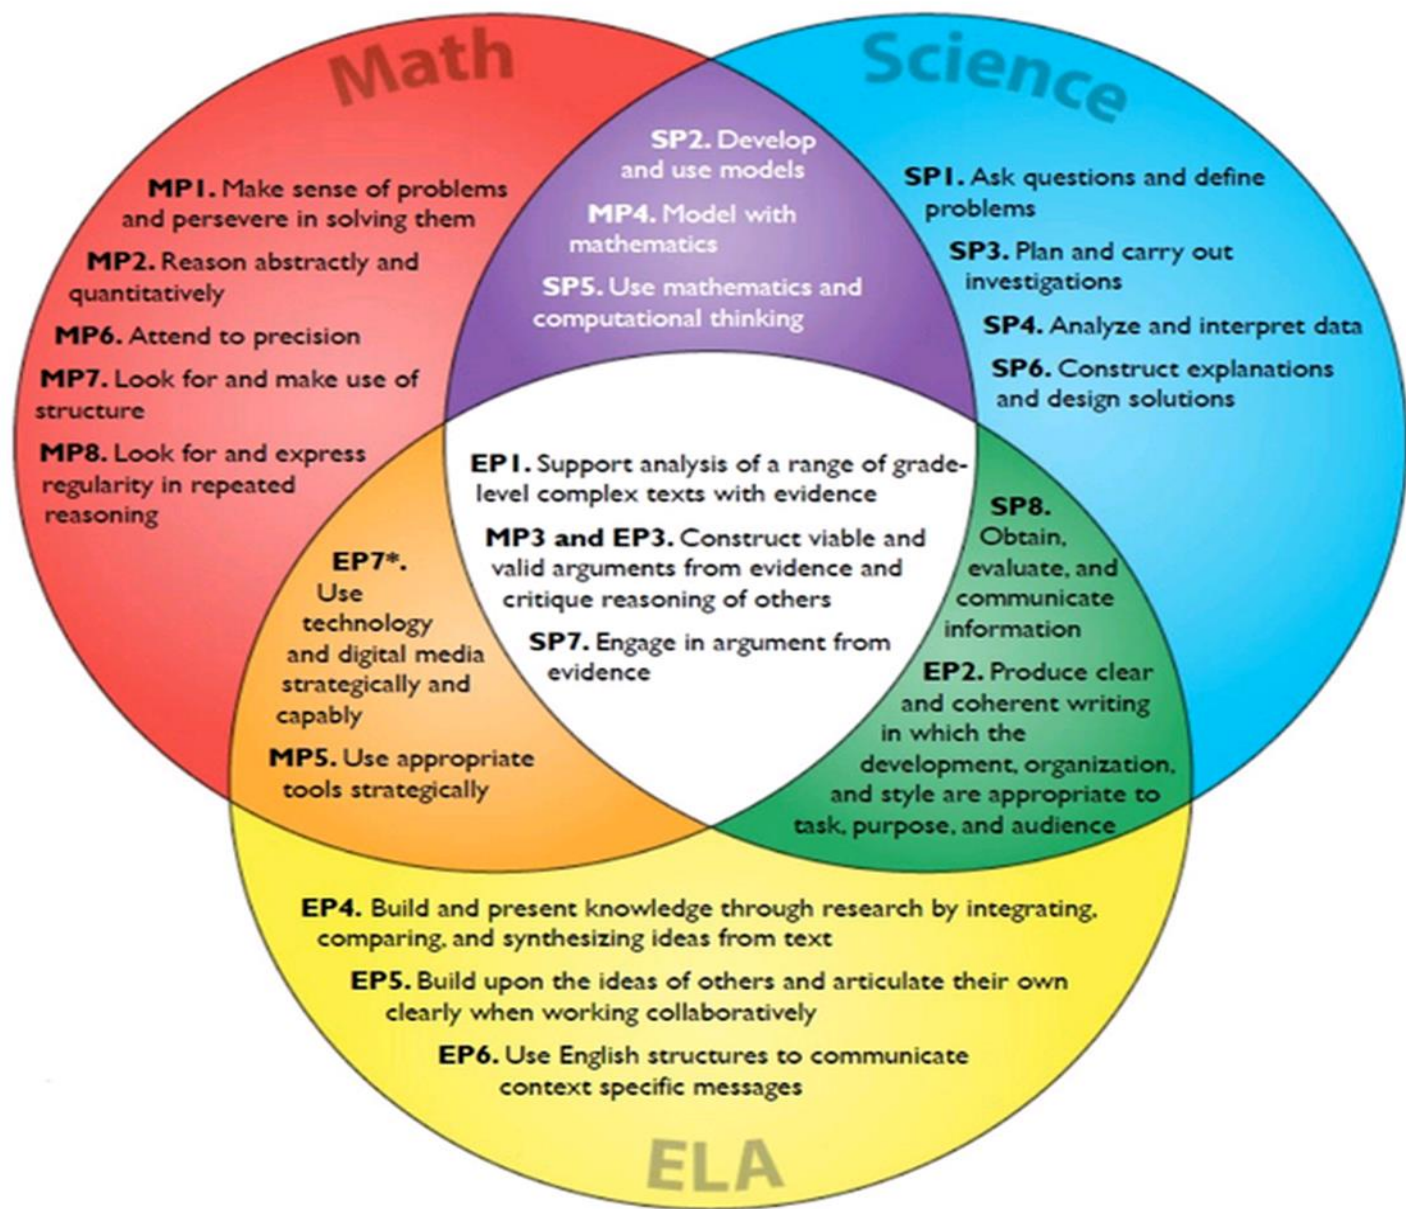 Math
Science
MP1. Make sense of problems
and persevere in solving them
MP2. Reason abstractly and
quantitatively
MP6. Attend to precision
MP7. Look for and make use of
structure
MP8. Look for and express
regularity in repeated
reasoning
SP2. Develop
and use models
MP4. Model with
mathematics
SP5. Use mathematics and
computational thinking
SP1. Ask questions and define
problems
SP3. Plan and carry out
investigations
SP4. Analyze and interpret data
SP6. Construct explanations
and design solutions
EP1. Support analysis of a range of grade-
level complex texts with evidence
MP3 and EP3. Construct viable and
valid arguments from evidence and
critique reasoning of others
SP7. Engage in argument from
evidence
EP7*.
Use
technology
and digital media
strategically and
capably
MP5. Use appropriate
tools strategically
SP8.
Obtain,
evaluate, and
communicate
information
EP2. Produce clear
and coherent writing
in which the
development, organization,
and style are appropriate to
task, purpose, and audience
EP4. Build and present knowledge through research by integrating,
comparing, and synthesizing ideas from text
EP5. Build upon the ideas of others and articulate their own
clearly when working collaboratively
EP6. Use English structures to communicate
context specific messages
ELA